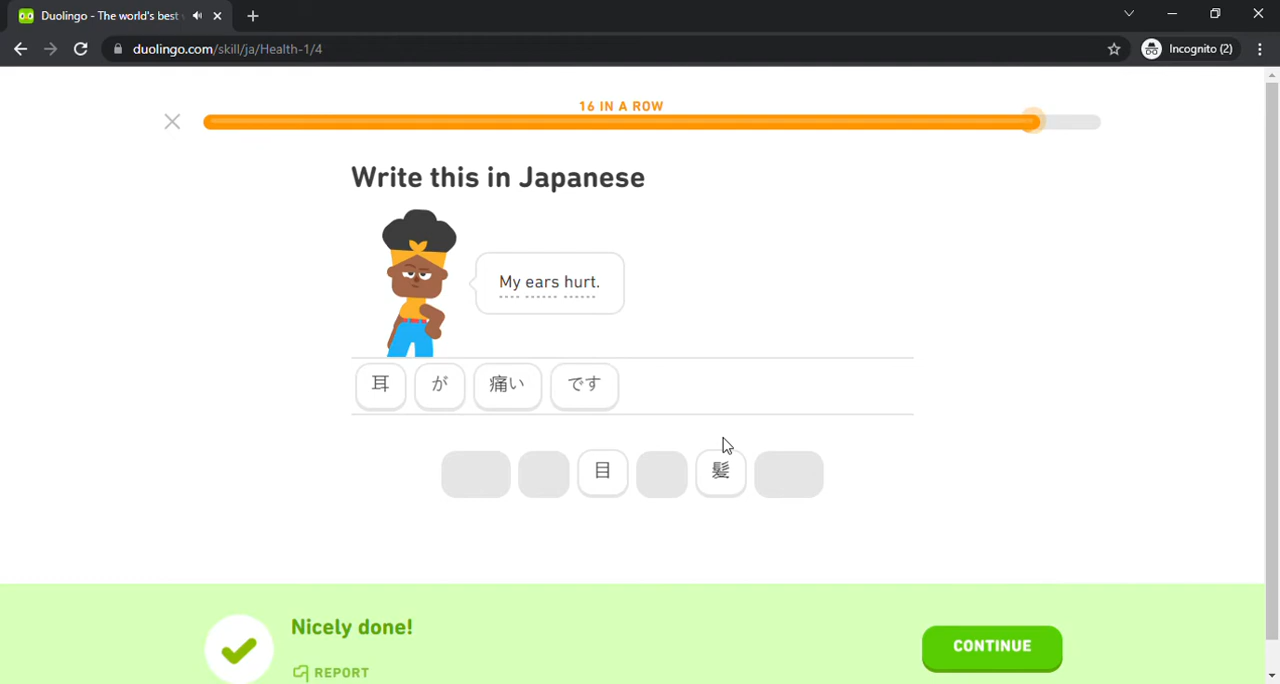 Duolingo - The world's best
duolingo.com/skill/ja/Health-1/4
Incognito (2)
16 IN A ROW
Write this in Japanese
My ears hurt.
耳 が 痛い です
目 髪
Nicely done!
REPORT
CONTINUE